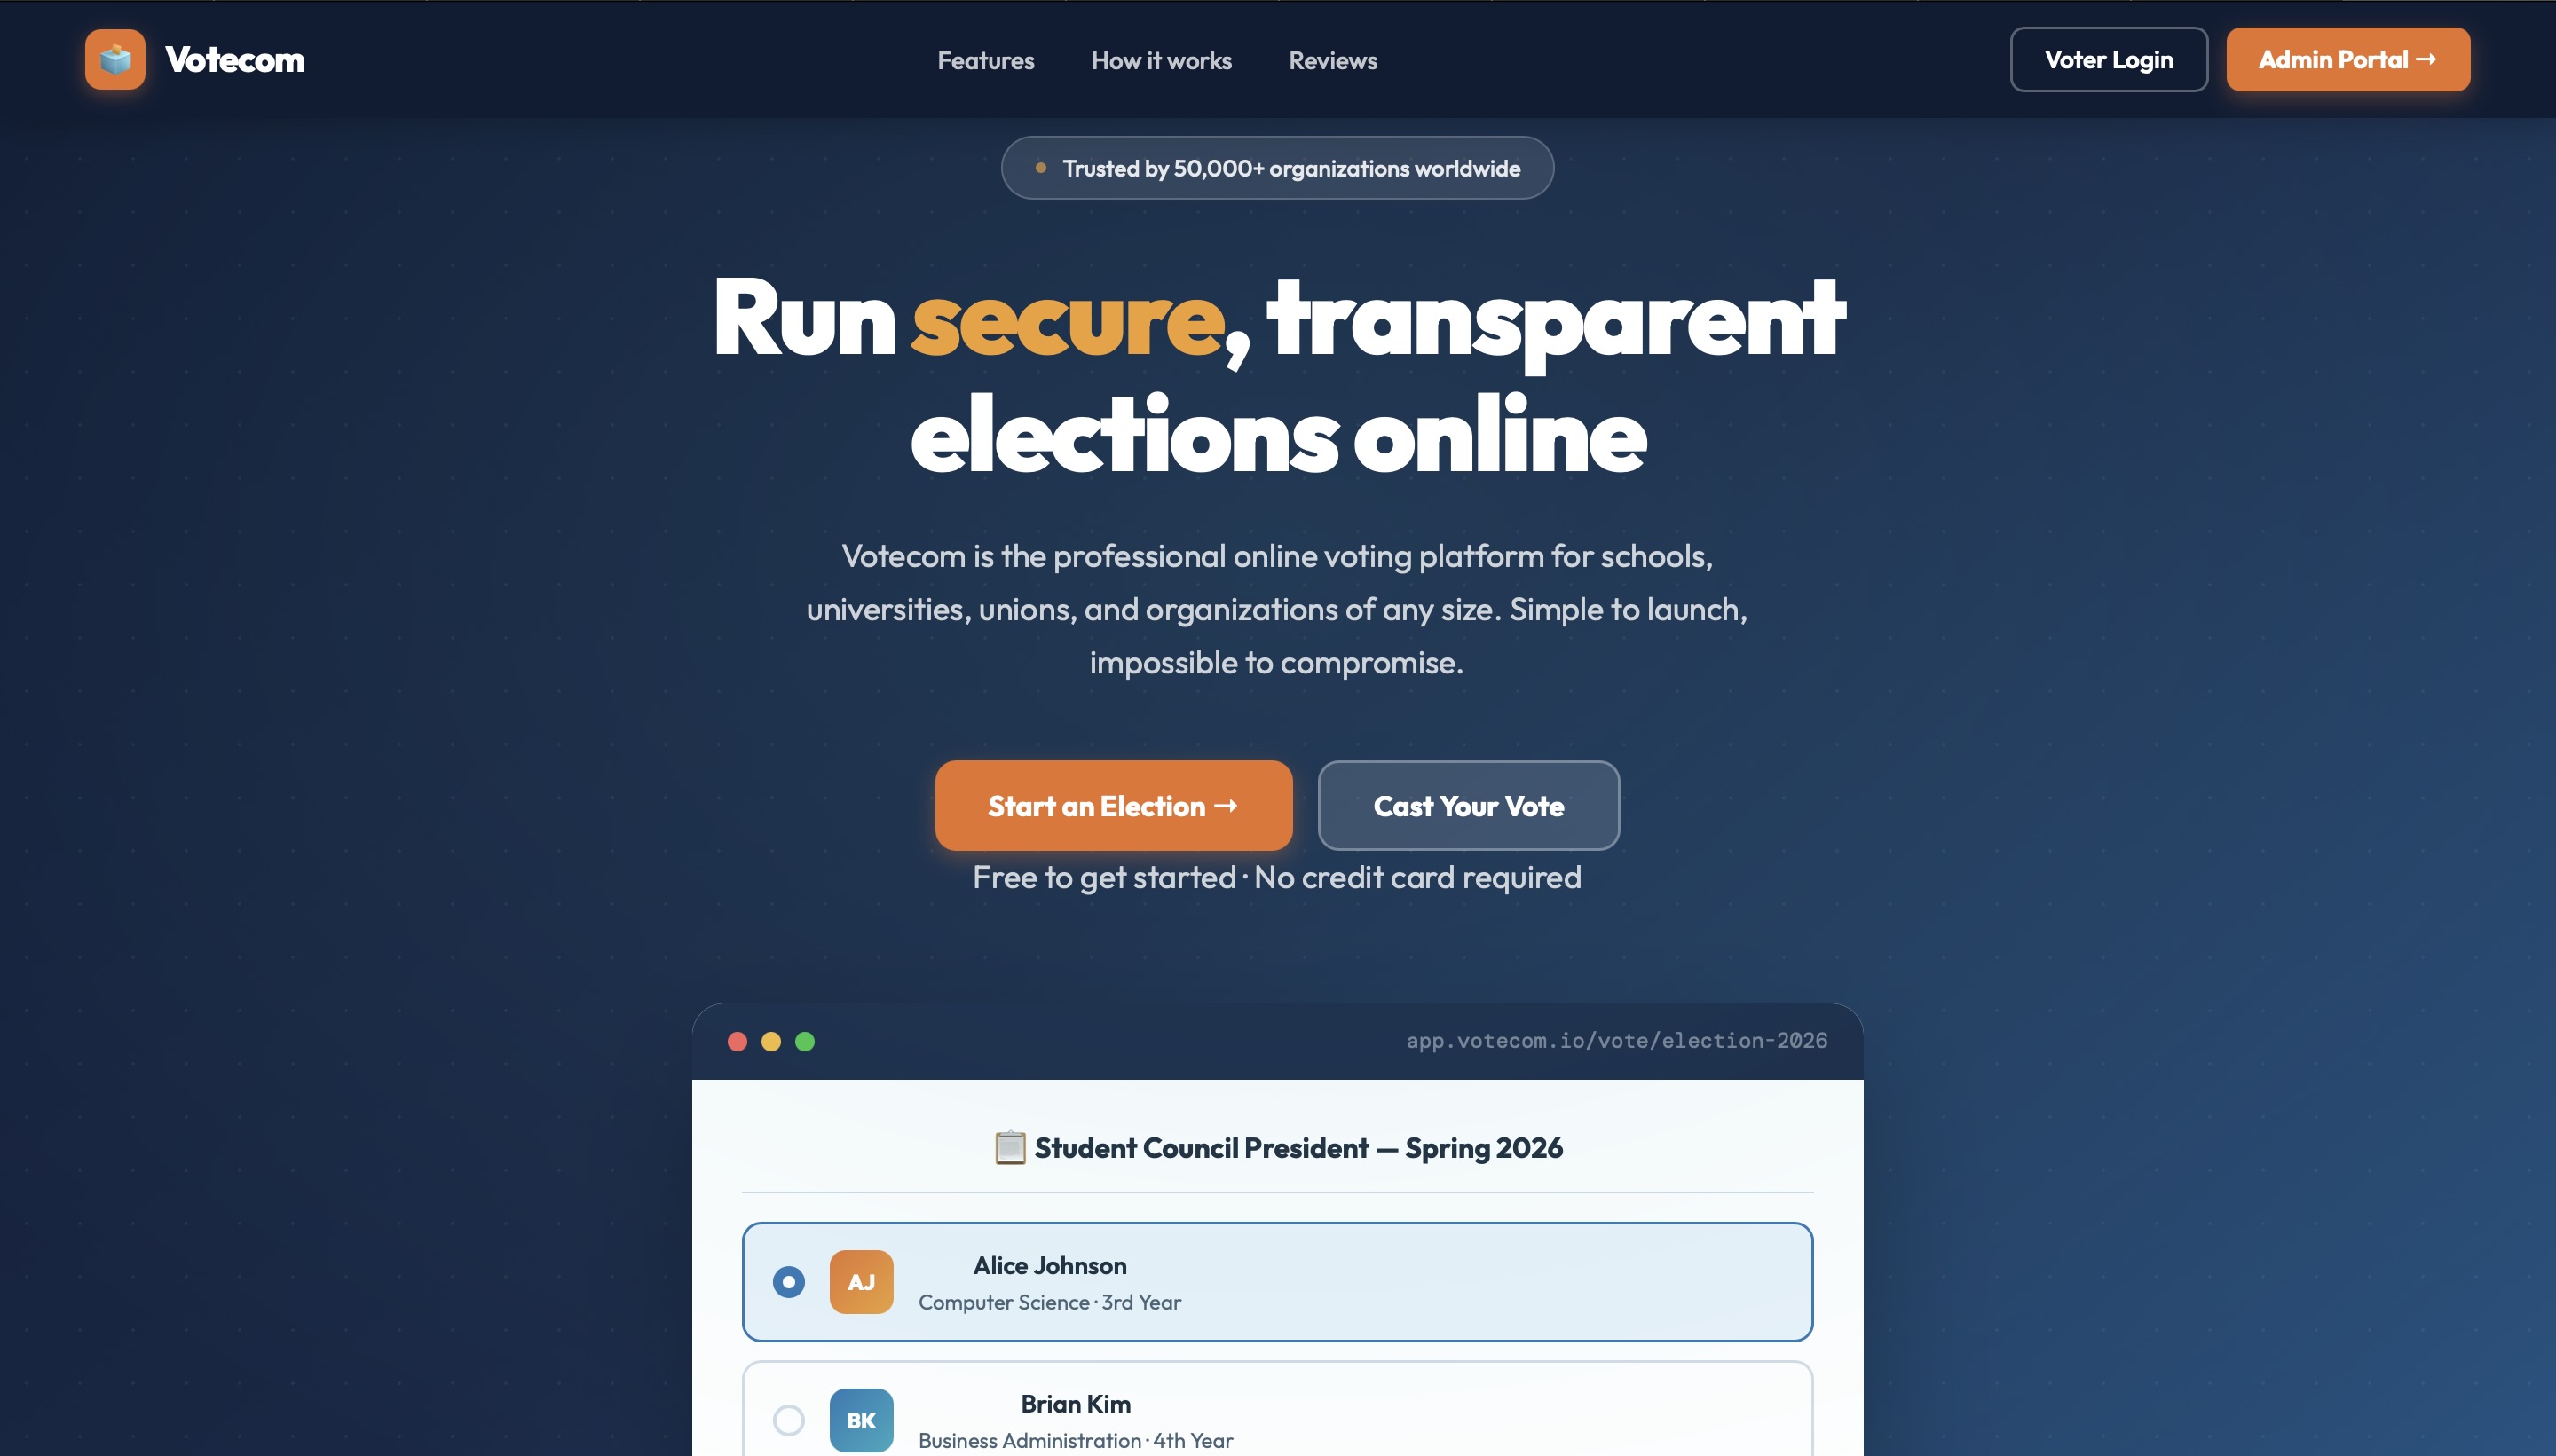 Votecom
Features
How it works
Reviews
Voter Login
Admin Portal →
Trusted by 50,000+ organizations worldwide
Run secure, transparent
elections online
Votecom is the professional online voting platform for schools,
universities, unions, and organizations of any size. Simple to launch,
impossible to compromise.
Start an Election →
Cast Your Vote
Free to get started · No credit card required
app.votecom.io/vote/election-2026
Student Council President — Spring 2026
AJ
Alice Johnson
Computer Science · 3rd Year
BK
Brian Kim
Business Administration · 4th Year